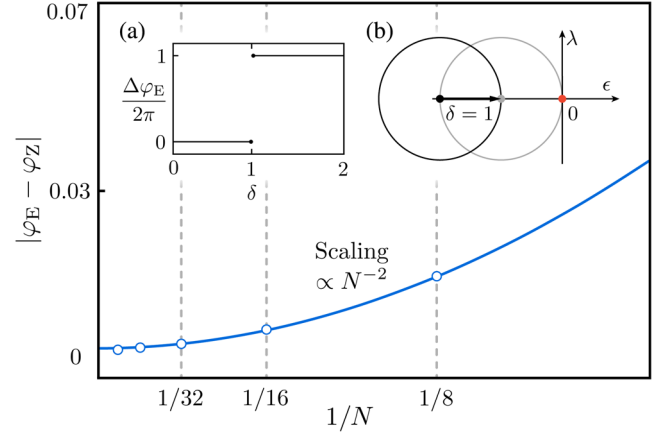 0.07
(a)
(b)
1
Δφ_E
2π
0
0
1
2
δ
λ
ϵ
δ = 1
0
|φ_E − φ_Z|
0.03
Scaling
∝ N^{−2}
0
1/32
1/16
1/8
1/N